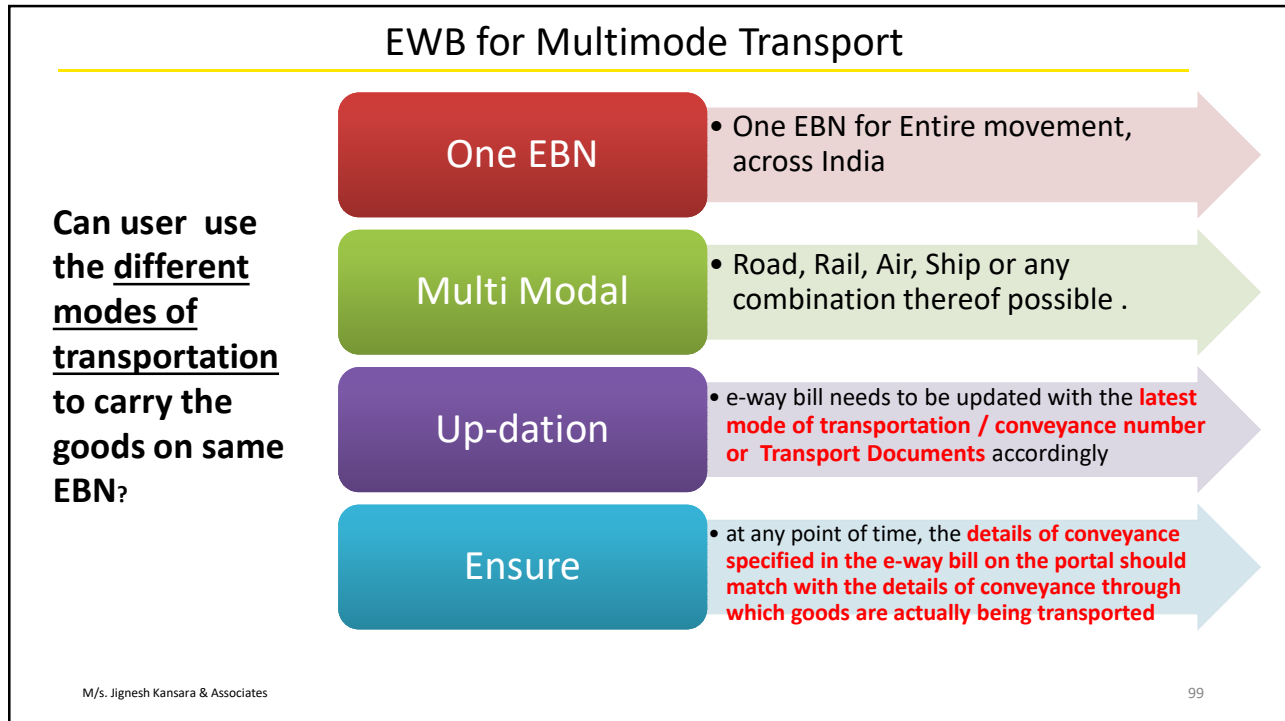 EWB for Multimode Transport
Can user use
the different
modes of
transportation
to carry the
goods on same
EBN?
One EBN
• One EBN for Entire movement,
across India
Multi Modal
• Road, Rail, Air, Ship or any
combination thereof possible .
Up-dation
• e-way bill needs to be updated with the latest
mode of transportation / conveyance number
or Transport Documents accordingly
Ensure
• at any point of time, the details of conveyance
specified in the e-way bill on the portal should
match with the details of conveyance through
which goods are actually being transported
M/s. Jignesh Kansara & Associates
99